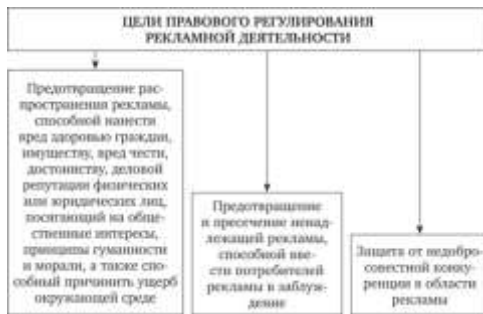 ЦЕЛИ ПРАВОВОГО РЕГУЛИРОВАНИЯ
РЕКЛАМНОЙ ДЕЯТЕЛЬНОСТИ
Предотвращение рас-
пространения рекламы,
способной нанести
вред здоровью граждан,
имуществу, вред чести,
достоинству, деловой
репутации физических
или юридических лиц,
посягающий на обще-
ственные интересы,
принципы гуманности
и морали, а также спо-
собный причинить ущерб
окружающей среде
Предотвращение
и пресечение ненад-
лежащей рекламы,
способной вве-
сти потребителей
рекламы в заблуж-
дение
Защита от недобро-
совестной конку-
ренции в области
рекламы